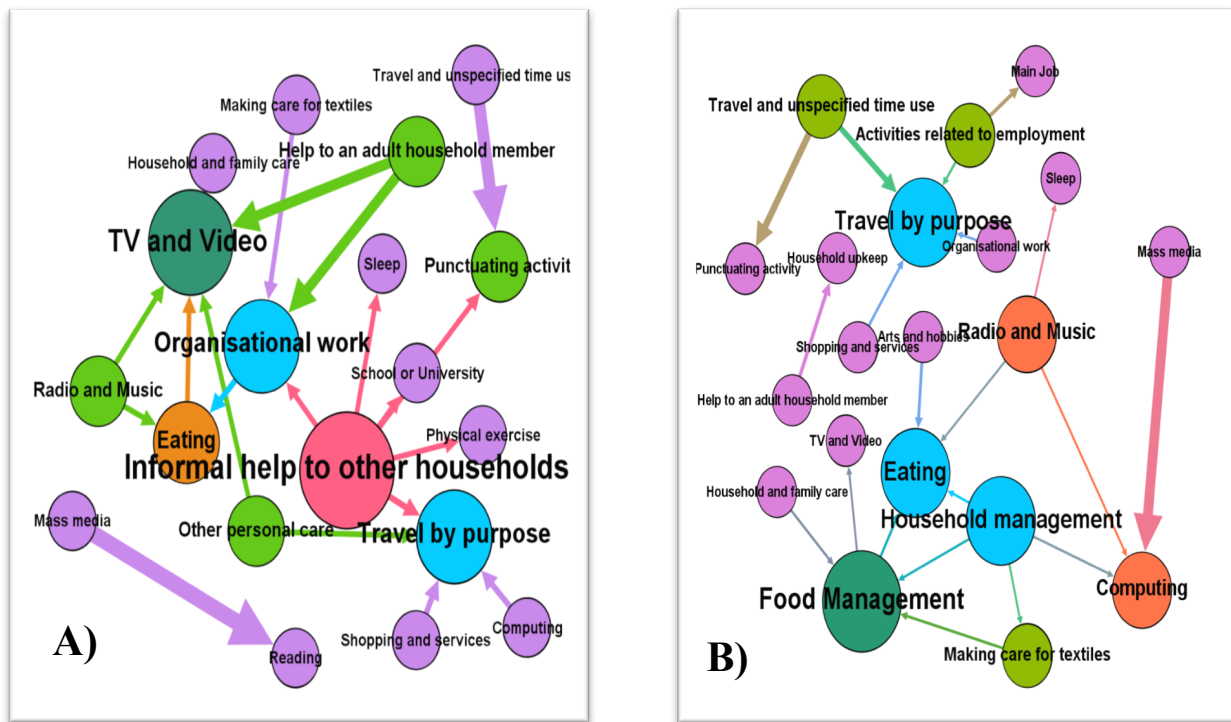 Travel and unspecified time us
Making care for textiles
Help to an adult household member
Household and family care
TV and Video
Sleep
Punctuating activit
Organisational work
School or University
Radio and Music
Eating
Physical exercise
Informal help to other households
Mass media
Other personal care
Travel by purpose
Shopping and services
Computing
Reading
A)
Main Job
Travel and unspecified time use
Activities related to employment
Sleep
Travel by purpose
Organisational work
Mass media
Punctuating activity
Household upkeep
Radio and Music
Arts and hobbies
Shopping and services
Help to an adult household member
TV and Video
Eating
Household and family care
Household management
Computing
Food Management
Making care for textiles
B)